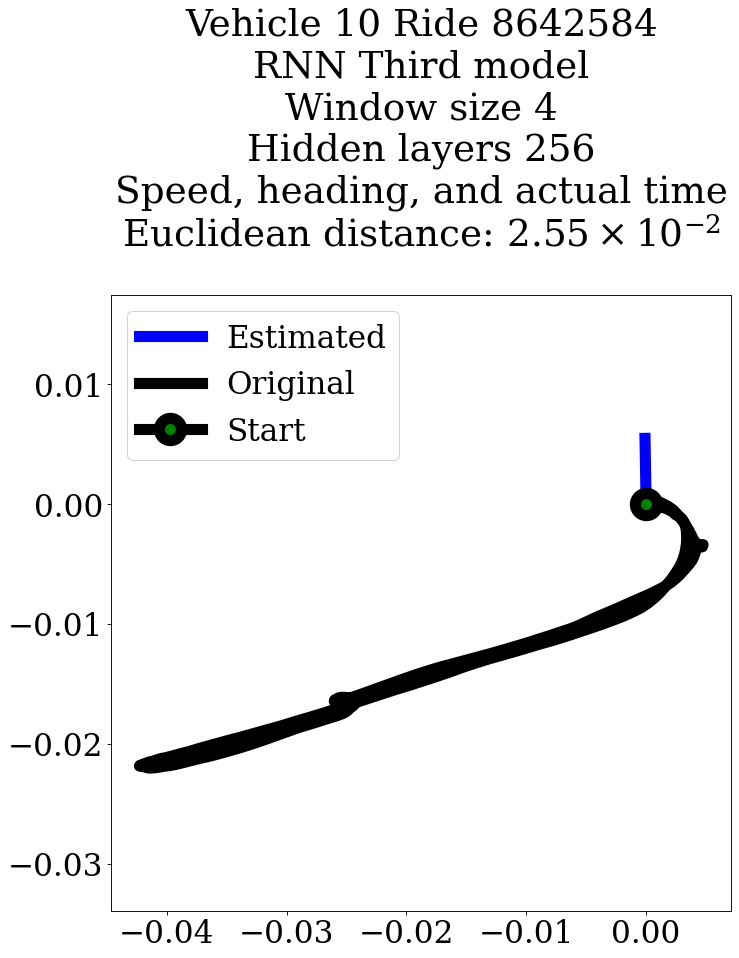 Vehicle 10 Ride 8642584
RNN Third model
Window size 4
Hidden layers 256
Speed, heading, and actual time
Euclidean distance: 2.55 × 10⁻²
Estimated
Original
Start
0.01
0.00
−0.01
−0.02
−0.03
−0.04 −0.03 −0.02 −0.01 0.00